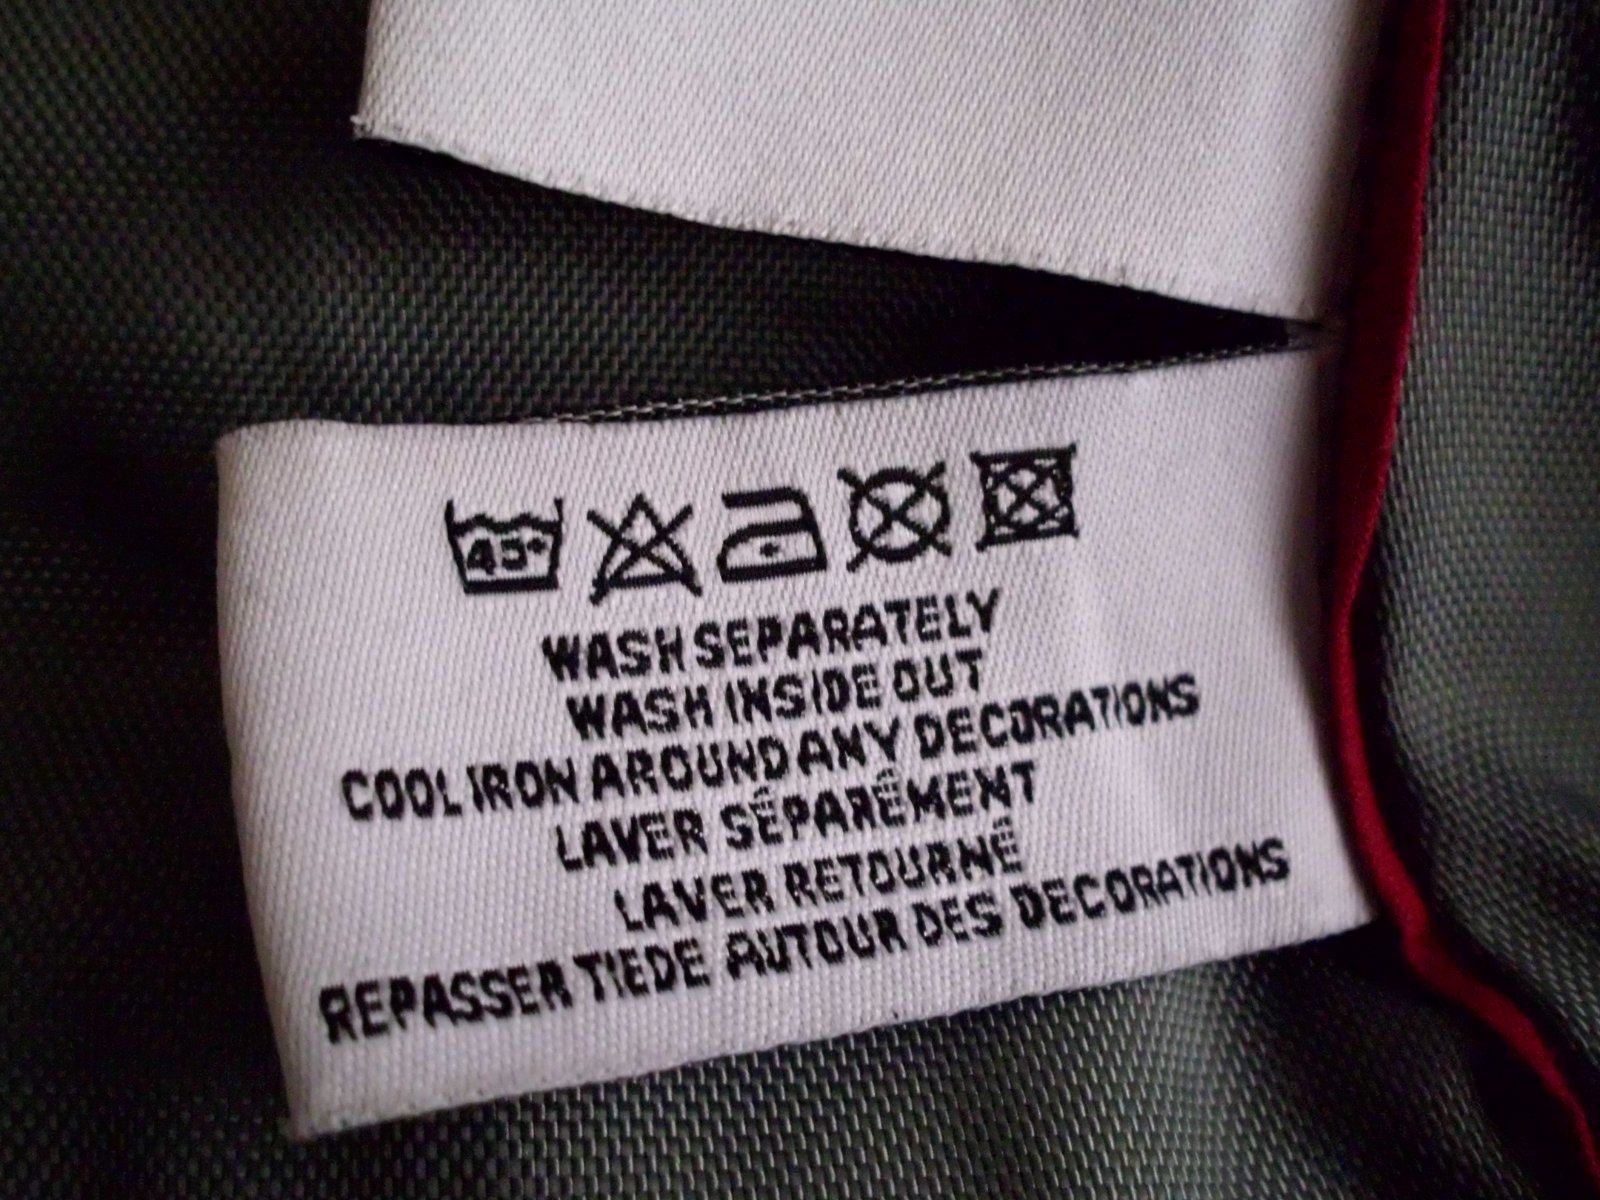 WASH SEPARATELY
WASH INSIDE OUT
COOL IRON AROUND ANY DECORATIONS
LAVER SÉPARÉMENT
LAVER RETOURNÉ
REPASSER TIEDE AUTOUR DES DECORATIONS